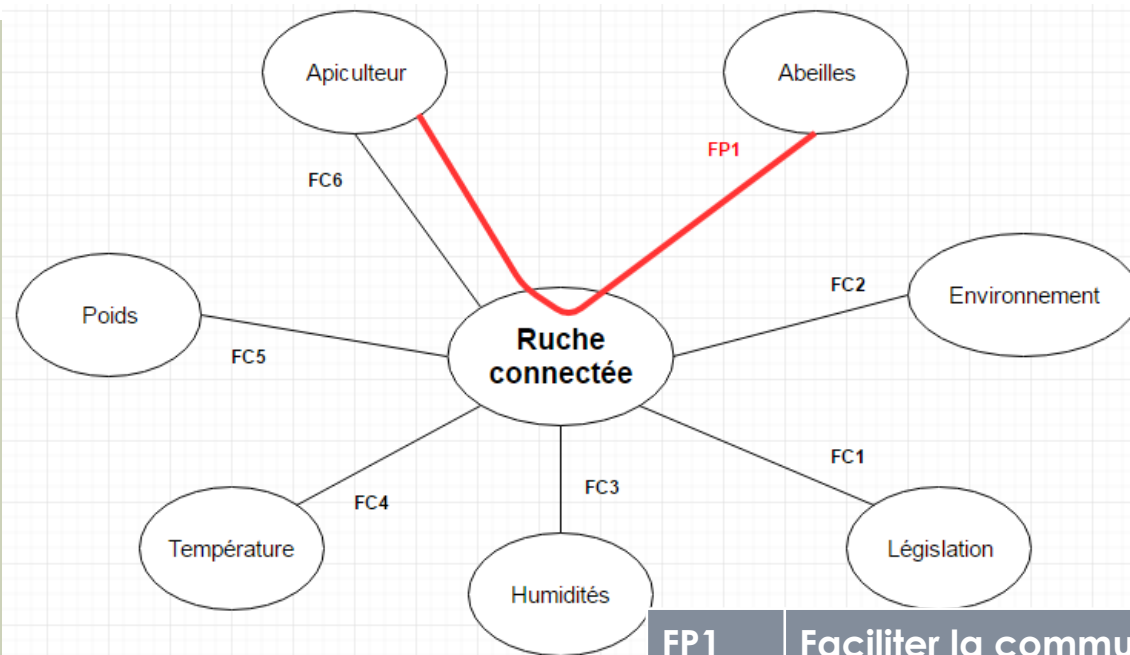 Apiculteur
Abeilles
FP1
FC6
FC2
Environnement
Poids
Ruche
connectée
FC5
FC1
FC4
FC3
Température
Législation
Humidités
FP1 Faciliter la commu